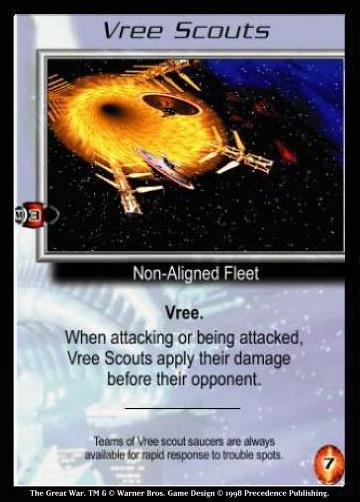 Vree Scouts
M 3
Non-Aligned Fleet
Vree.
When attacking or being attacked,
Vree Scouts apply their damage
before their opponent.
Teams of Vree scout saucers are always
available for rapid response to trouble spots.
7
The Great War. TM & © Warner Bros. Game Design © 1998 Precedence Publishing.